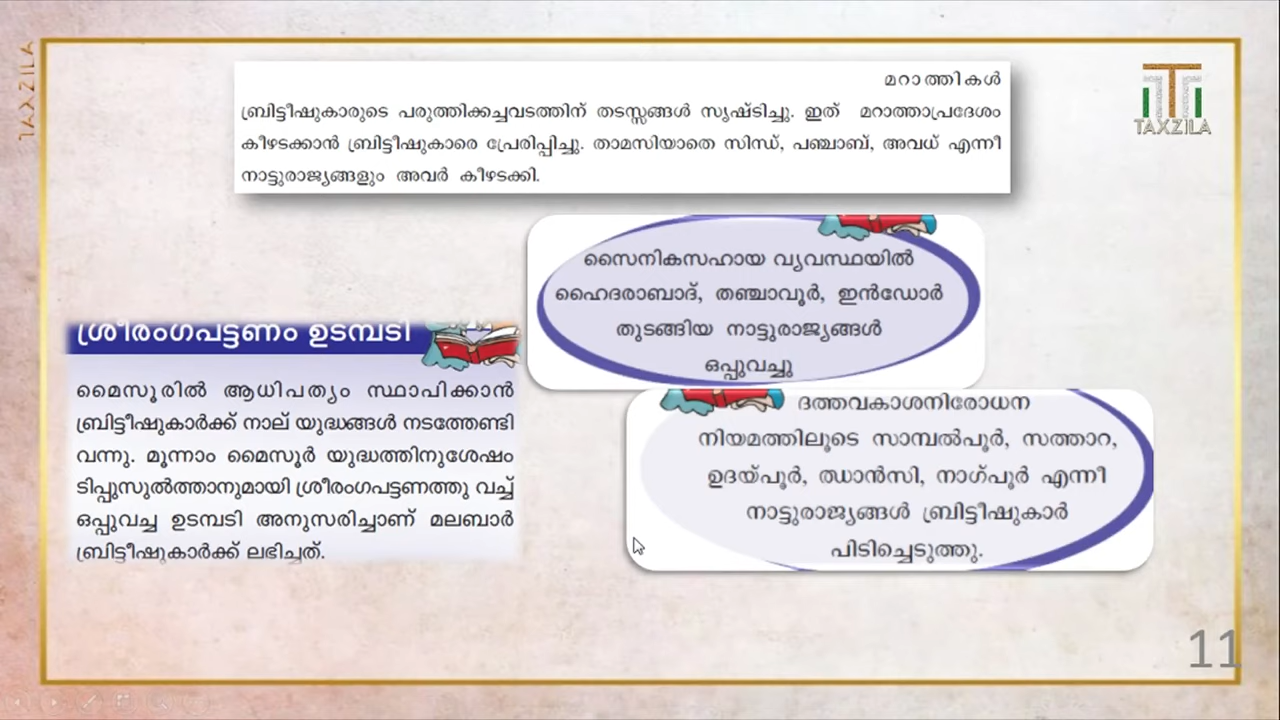 TAXZILA
TAXZILA
മറാത്തികൾ
ബ്രിട്ടീഷുകാരുടെ പരുത്തിക്കച്ചവടത്തിന് തടസ്സങ്ങൾ സൃഷ്ടിച്ചു. ഇത് മറാത്താപ്രദേശം
കീഴടക്കാൻ ബ്രിട്ടീഷുകാരെ പ്രേരിപ്പിച്ചു. താമസിയാതെ സിന്ധ്, പഞ്ചാബ്, അവധ് എന്നീ
നാട്ടുരാജ്യങ്ങളും അവർ കീഴടക്കി.
സൈനികസഹായ വ്യവസ്ഥയിൽ
ഹൈദരാബാദ്, തഞ്ചാവൂർ, ഇൻഡോർ
തുടങ്ങിയ നാട്ടുരാജ്യങ്ങൾ
ഒപ്പുവച്ചു
ശ്രീരംഗപട്ടണം ഉടമ്പടി
മൈസൂരിൽ ആധിപത്യം സ്ഥാപിക്കാൻ
ബ്രിട്ടീഷുകാർക്ക് നാല് യുദ്ധങ്ങൾ നടത്തേണ്ടി
വന്നു. മൂന്നാം മൈസൂർ യുദ്ധത്തിനുശേഷം
ടിപ്പുസുൽത്താനുമായി ശ്രീരംഗപട്ടണത്തു വച്ച്
ഒപ്പുവച്ച ഉടമ്പടി അനുസരിച്ചാണ് മലബാർ
ബ്രിട്ടീഷുകാർക്ക് ലഭിച്ചത്.
ദത്തവകാശനിരോധന
നിയമത്തിലൂടെ സാമ്പൽപൂർ, സത്താറ,
ഉദയ്പൂർ, ഝാൻസി, നാഗ്പൂർ എന്നീ
നാട്ടുരാജ്യങ്ങൾ ബ്രിട്ടീഷുകാർ
പിടിച്ചെടുത്തു.
11